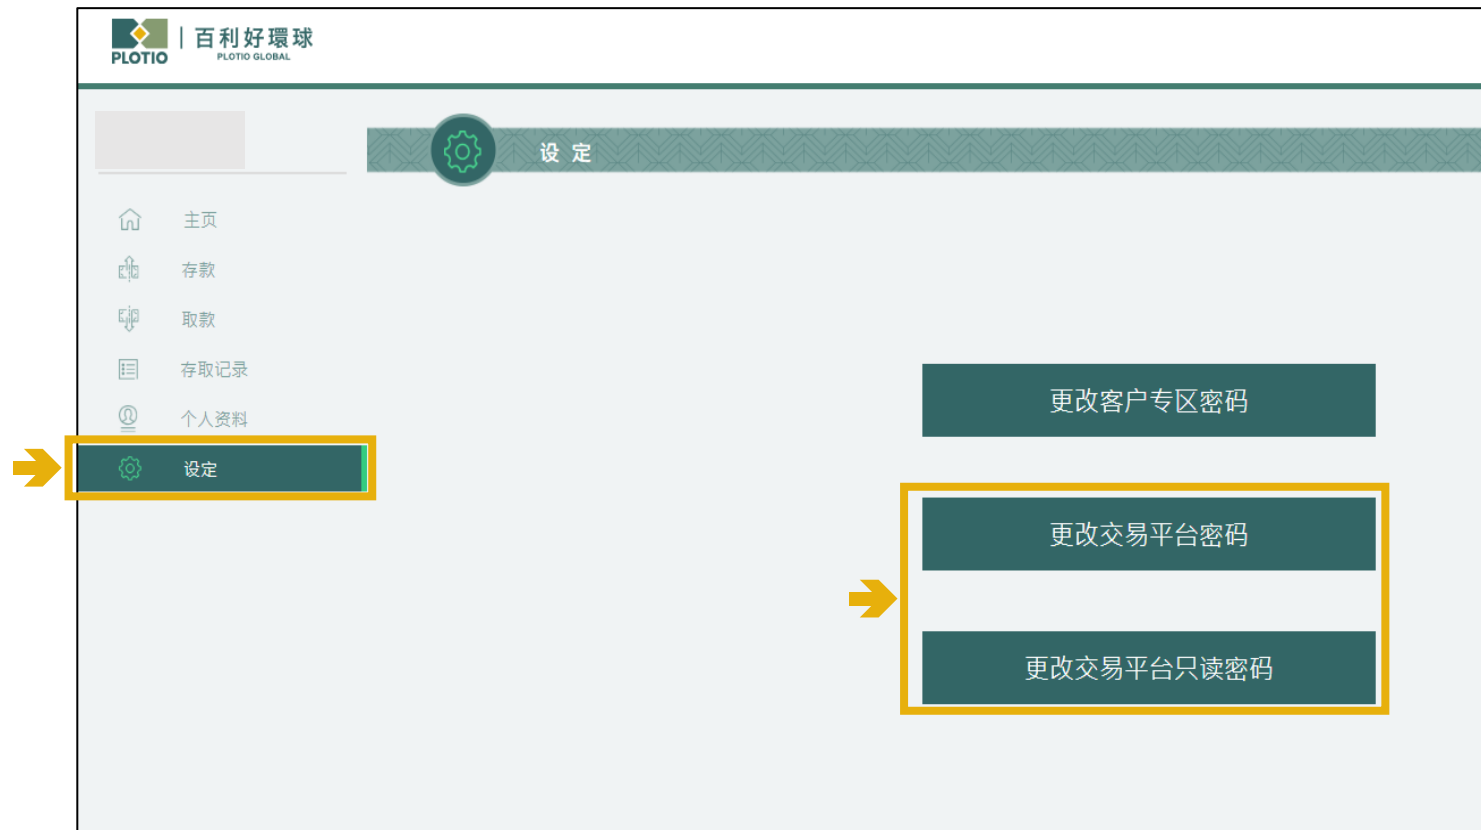 PLOTIO
百利好環球
PLOTIO GLOBAL
设定
主页
存款
取款
存取记录
个人资料
设定
更改客户专区密码
更改交易平台密码
更改交易平台只读密码